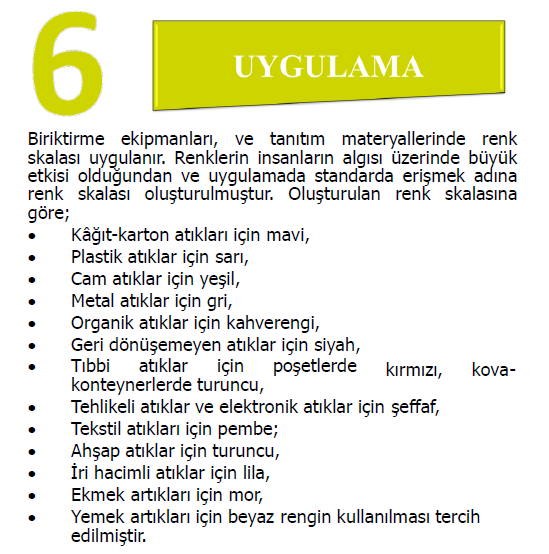 6
UYGULAMA
Biriktirme ekipmanları, ve tanıtım materyallerinde renk
skalası uygulanır. Renklerin insanların algısı üzerinde büyük
etkisi olduğundan ve uygulamada standarda erişmek adına
renk skalası oluşturulmuştur. Oluşturulan renk skalasına
göre;
• Kâğıt-karton atıkları için mavi,
• Plastik atıklar için sarı,
• Cam atıklar için yeşil,
• Metal atıklar için gri,
• Organik atıklar için kahverengi,
• Geri dönüşemeyen atıklar için siyah,
• Tıbbi atıklar için poşetlerde kırmızı, kova-
konteynerlerde turuncu,
• Tehlikeli atıklar ve elektronik atıklar için şeffaf,
• Tekstil atıkları için pembe;
• Ahşap atıklar için turuncu,
• İri hacimli atıklar için lila,
• Ekmek artıkları için mor,
• Yemek artıkları için beyaz rengin kullanılması tercih
edilmiştir.